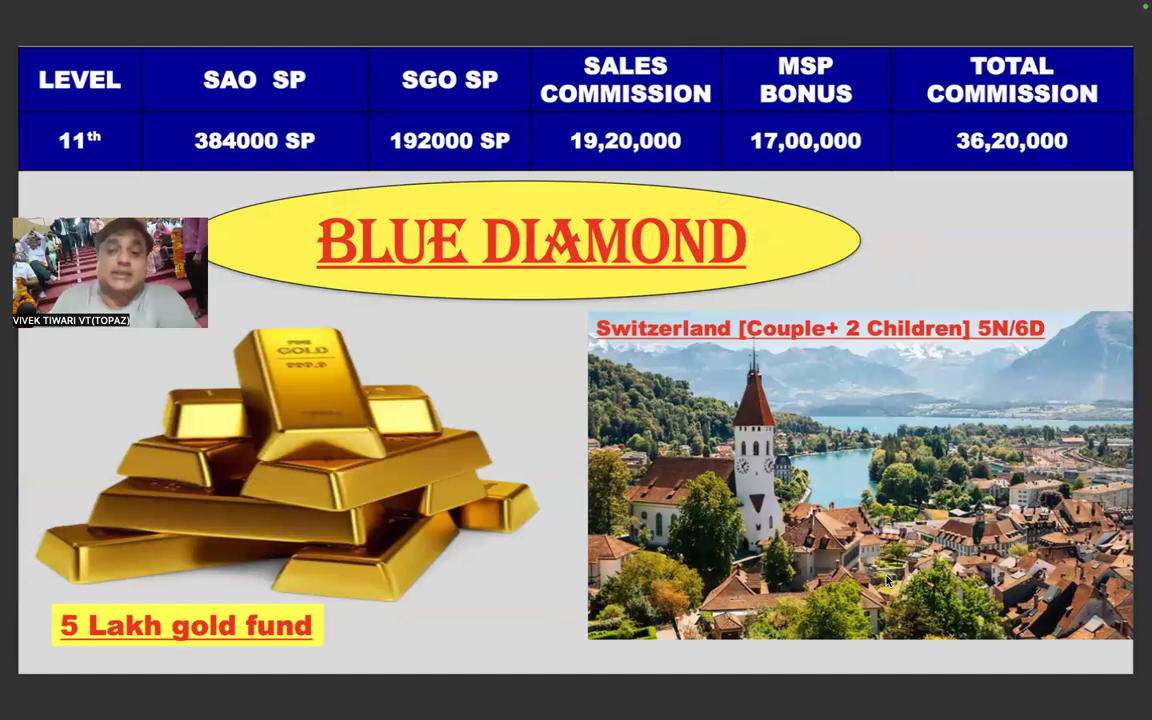 LEVEL
SAO SP
SGO SP
SALES
COMMISSION
MSP
BONUS
TOTAL
COMMISSION
11th
384000 SP
192000 SP
19,20,000
17,00,000
36,20,000
BLUE DIAMOND
VIVEK TIWARI VT(TOPAZ)
Switzerland [Couple+ 2 Children] 5N/6D
GOLD
5 Lakh gold fund